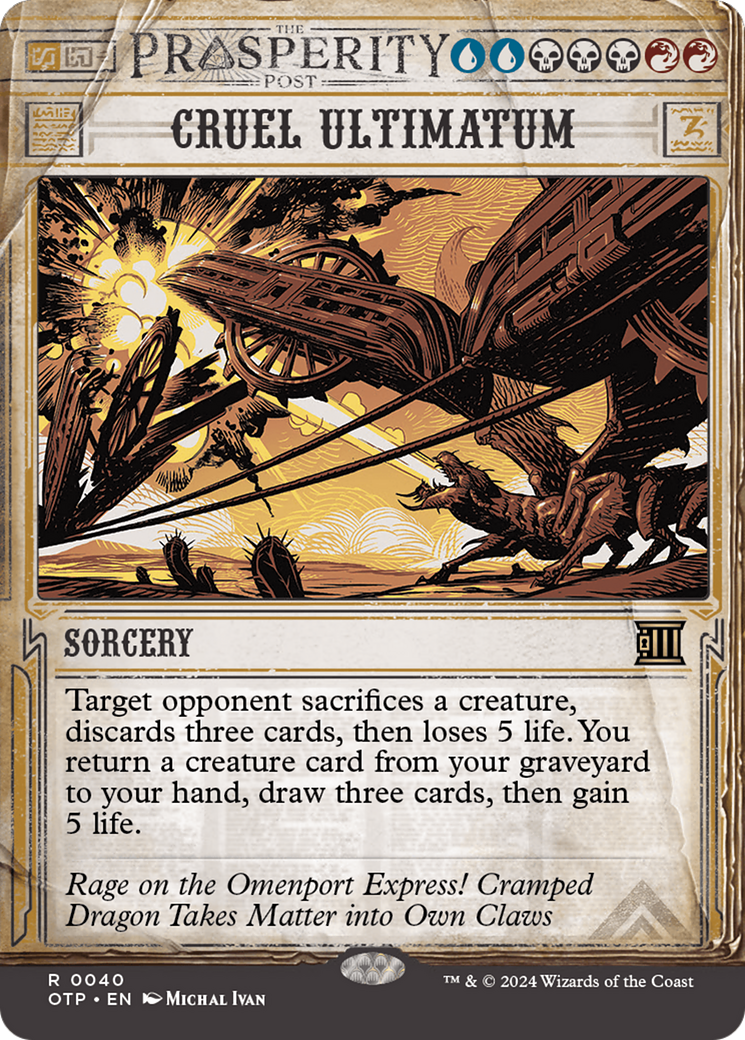 THE
PROSPERITY
POST
CRUEL ULTIMATUM
SORCERY
Target opponent sacrifices a creature,
discards three cards, then loses 5 life. You
return a creature card from your graveyard
to your hand, draw three cards, then gain
5 life.
Rage on the Omenport Express! Cramped
Dragon Takes Matter into Own Claws
R 0040
OTP • EN Michal Ivan
™ & © 2024 Wizards of the Coast